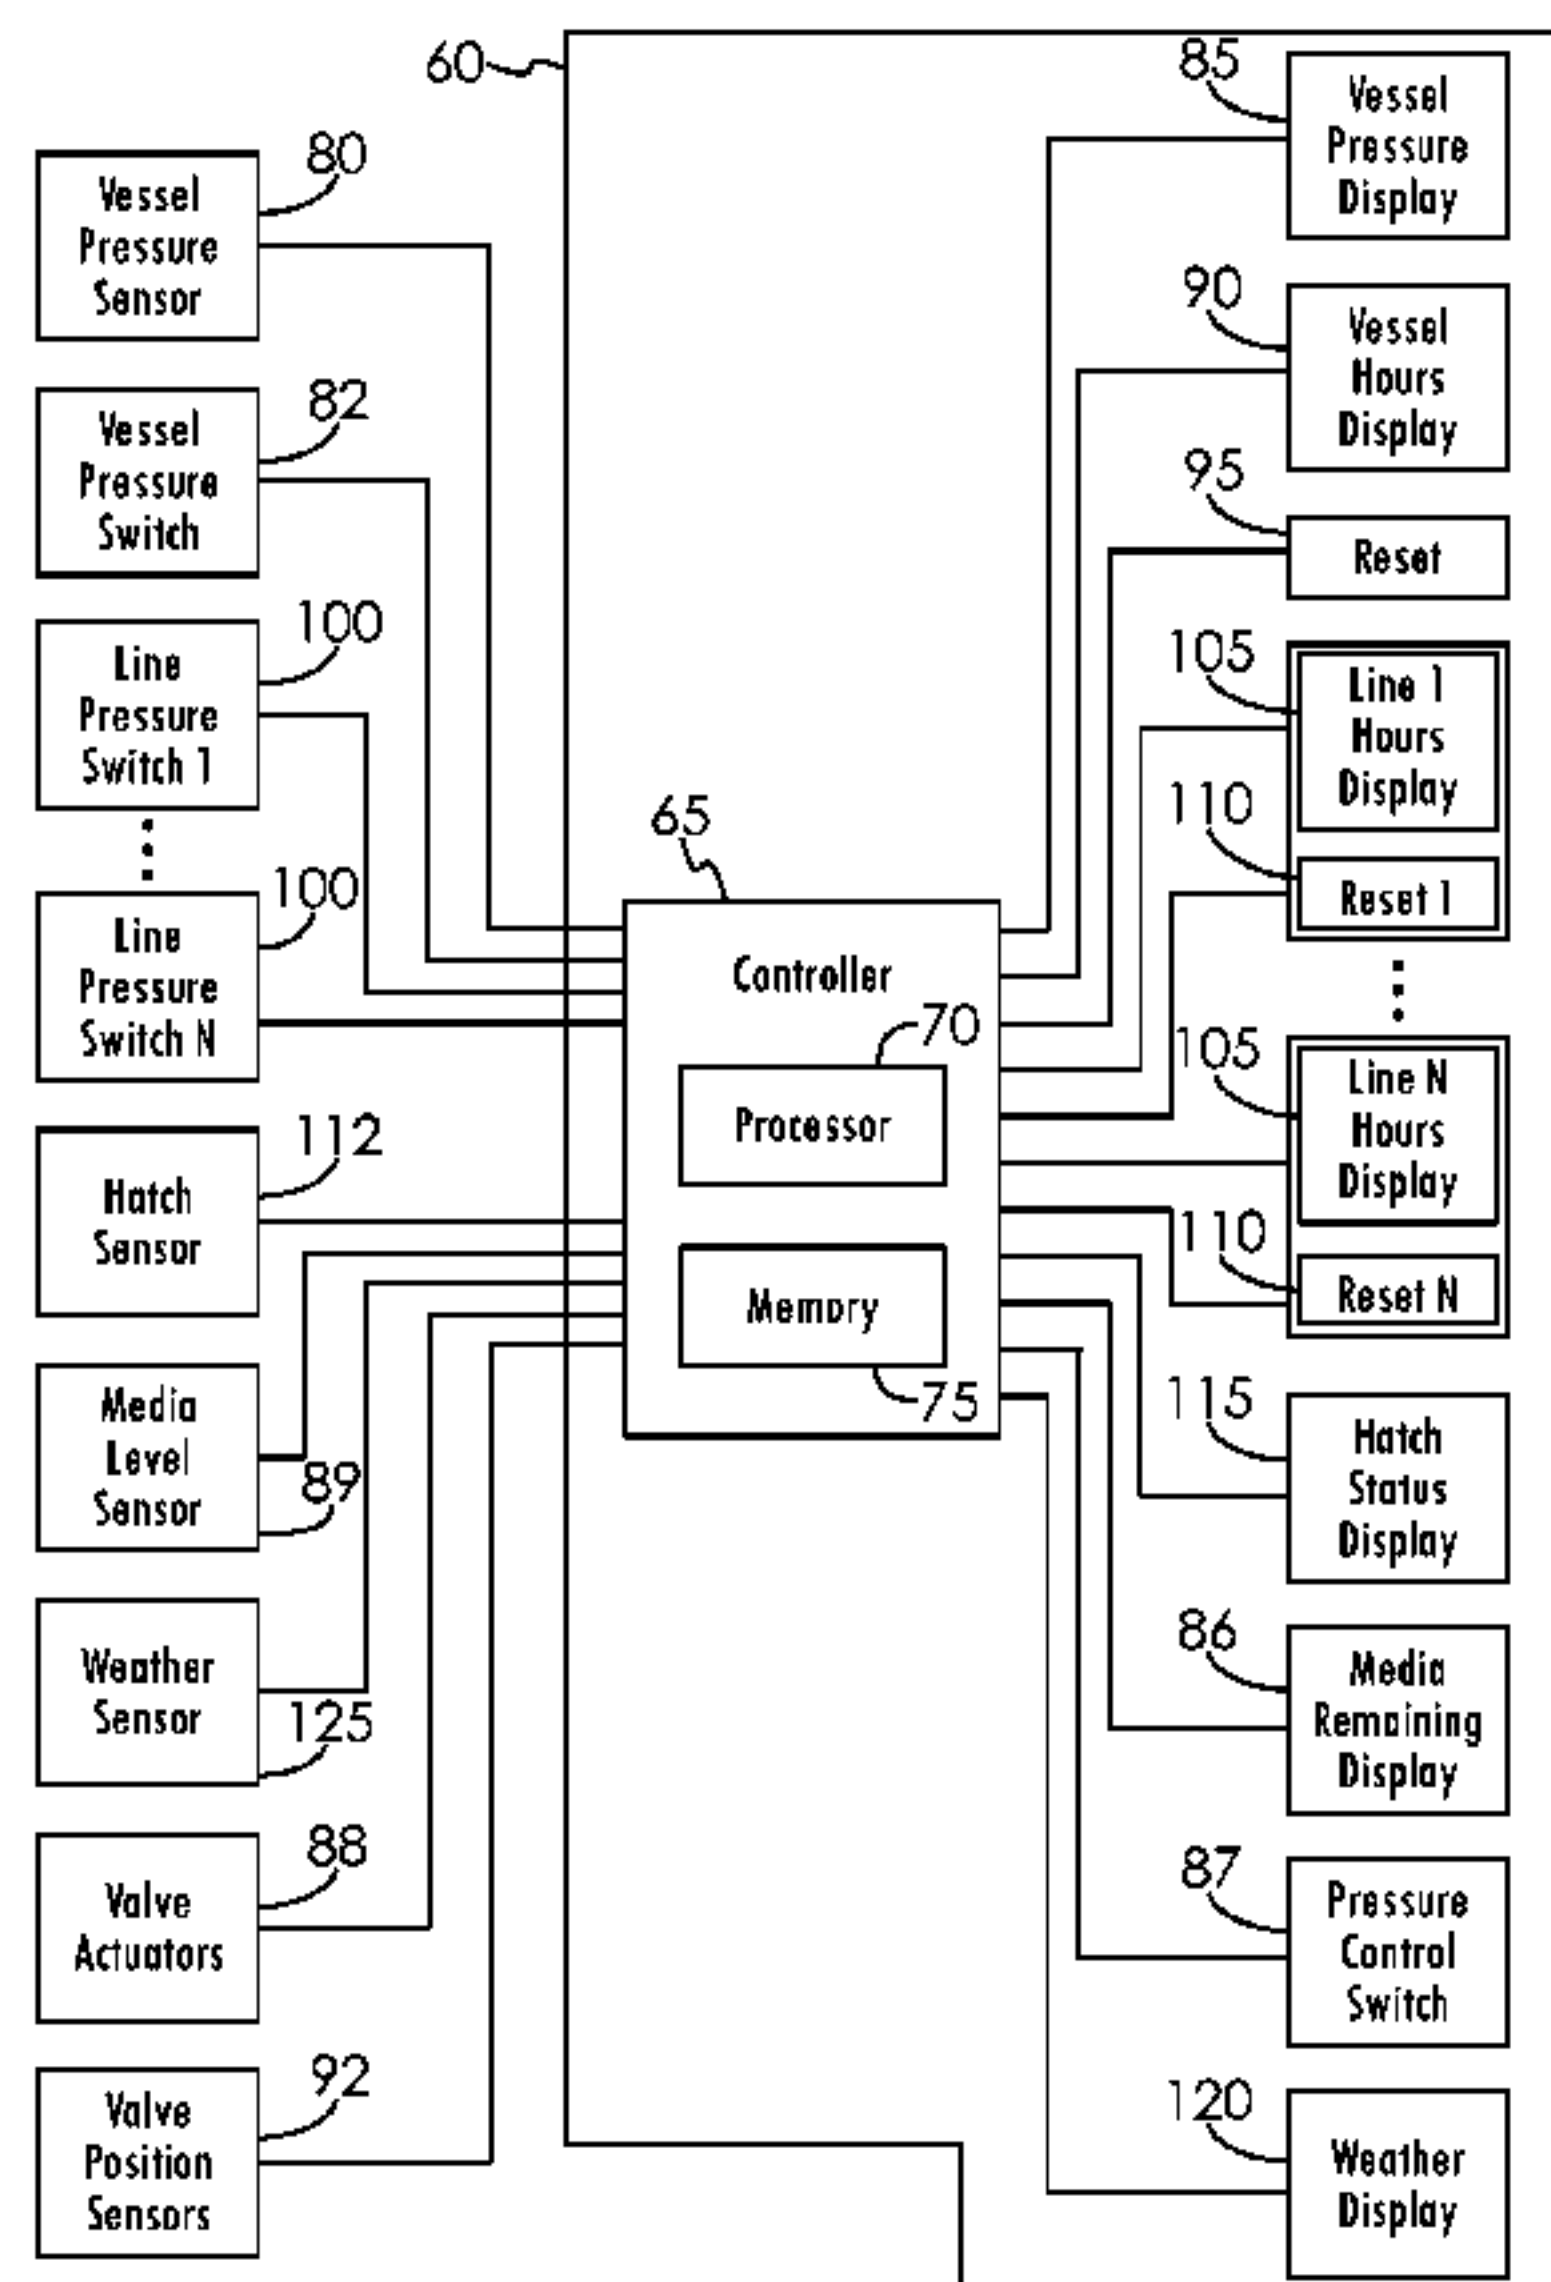 60
80
Vessel
Pressure
Sensor
82
Vessel
Pressure
Switch
100
Line
Pressure
Switch 1
100
Line
Pressure
Switch N
112
Hatch
Sensor
Media
Level
Sensor
89
Weather
Sensor
125
88
Valve
Actuators
92
Valve
Position
Sensors
65
Controller
70
Processor
Memory
75
85
Vessel
Pressure
Display
90
Vessel
Hours
Display
95
Reset
105
Line 1
Hours
Display
110
Reset 1
105
Line N
Hours
Display
110
Reset N
115
Hatch
Status
Display
86
Media
Remaining
Display
87
Pressure
Control
Switch
120
Weather
Display